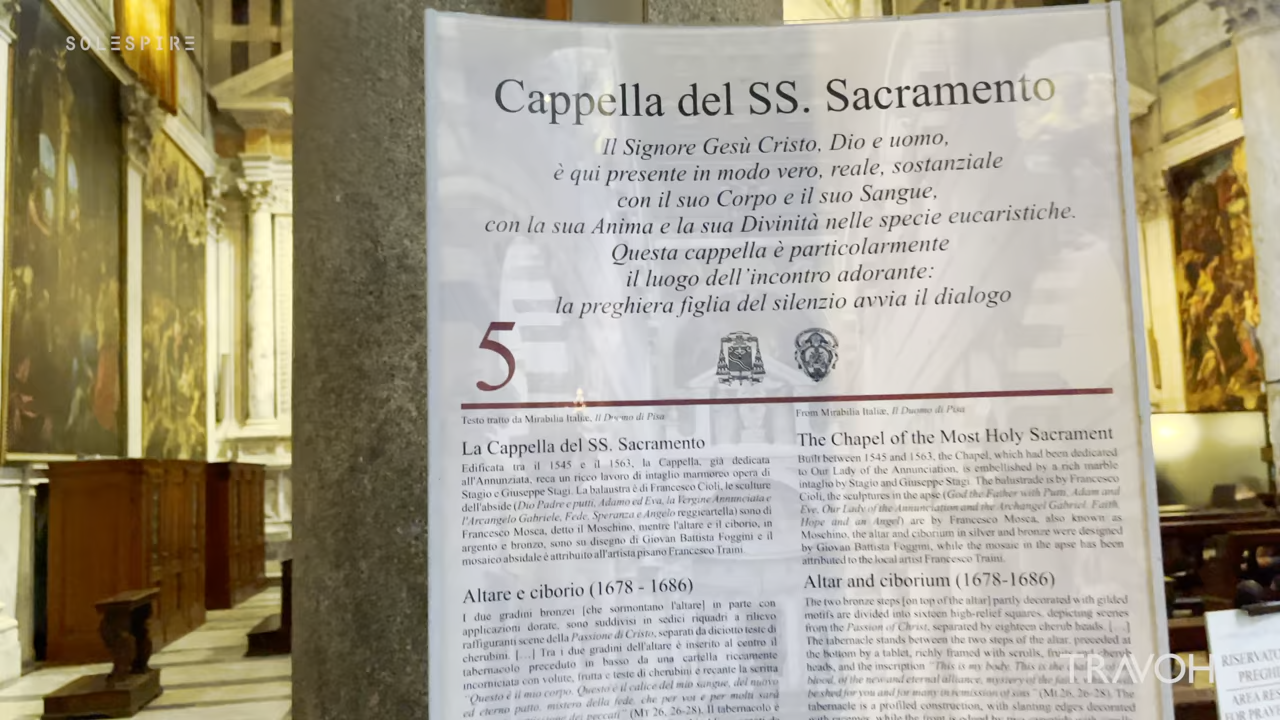 SOLESPIRE
Cappella del SS. Sacramento
Il Signore Gesù Cristo, Dio e uomo,
è qui presente in modo vero, reale, sostanziale
con il suo Corpo e il suo Sangue,
con la sua Anima e la sua Divinità nelle specie eucaristiche.
Questa cappella è particolarmente
il luogo dell'incontro adorante:
la preghiera figlia del silenzio avvia il dialogo
5
Testo tratto da Mirabilia Italiæ, Il Duomo di Pisa
La Cappella del SS. Sacramento
Edificata tra il 1545 e il 1563, la Cappella, già dedicata
all'Annunziata, reca un ricco lavoro di intaglio marmoreo opera di
Stagio e Giuseppe Stagi. La balaustra è di Francesco Cioli, le sculture
dell'abside (Dio Padre e putti, Adamo ed Eva, la Vergine Annunciata e
l'Arcangelo Gabriele, Fede, Speranza e Angelo reggicartella) sono di
Francesco Mosca, detto il Moschino, mentre l'altare e il ciborio, in
argento e bronzo, sono su disegno di Giovan Battista Foggini e il
mosaico absidale è attribuito all'artista pisano Francesco Traini.
Altare e ciborio (1678 - 1686)
I due gradini bronzei [che sormontano l'altare] in parte con
applicazioni dorate, sono suddivisi in sedici riquadri a rilievo
raffiguranti scene della Passione di Cristo, separati da diciotto teste di
cherubini. […] Tra i due gradini dell'altare è inserito al centro il
tabernacolo preceduto in basso da una cartella riccamente
incorniciata con volute, frutta e teste di cherubini e recante la scritta
"Questo è il mio corpo. Questo è il calice del mio sangue, del nuovo
ed eterno patto, mistero della fede, che per voi e per molti sarà
dei peccati" (MT 26, 26-28). Il tabernacolo è
From Mirabilia Italiæ, Il Duomo di Pisa
The Chapel of the Most Holy Sacrament
Built between 1545 and 1563, the Chapel, which had been dedicated
to Our Lady of the Annunciation, is embellished by a rich marble
intaglio by Stagio and Giuseppe Stagi. The balaustrade is by Francesco
Cioli, the sculptures in the apse (God the Father with Putti, Adam and
Eve, Our Lady of the Annunciation and the Archangel Gabriel, Faith,
Hope and an Angel) are by Francesco Mosca, also known as
Moschino, the altar and ciborium in silver and bronze were designed
by Giovan Battista Foggini, while the mosaic in the apse has been
attributed to the local artist Francesco Traini.
Altar and ciborium (1678-1686)
The two bronze steps [on top of the altar] partly decorated with gilded
motifs are divided into sixteen high-relief squares, depicting scenes
from the Passion of Christ, separated by eighteen cherub heads. […]
The tabernacle stands between the two steps of the altar, preceded at
the bottom by a tablet, richly framed with scrolls, fruit and cherub
heads, and the inscription "This is my body. This is the
blood, of the new and eternal alliance, mystery of the
be shed for you and for many in remission of sins" (MT 26, 26-28). The
tabernacle is a profiled construction, with slanting edges decorated
TRAVOH
RISERVATO
PREGH
AREA RES
FOR PRAY